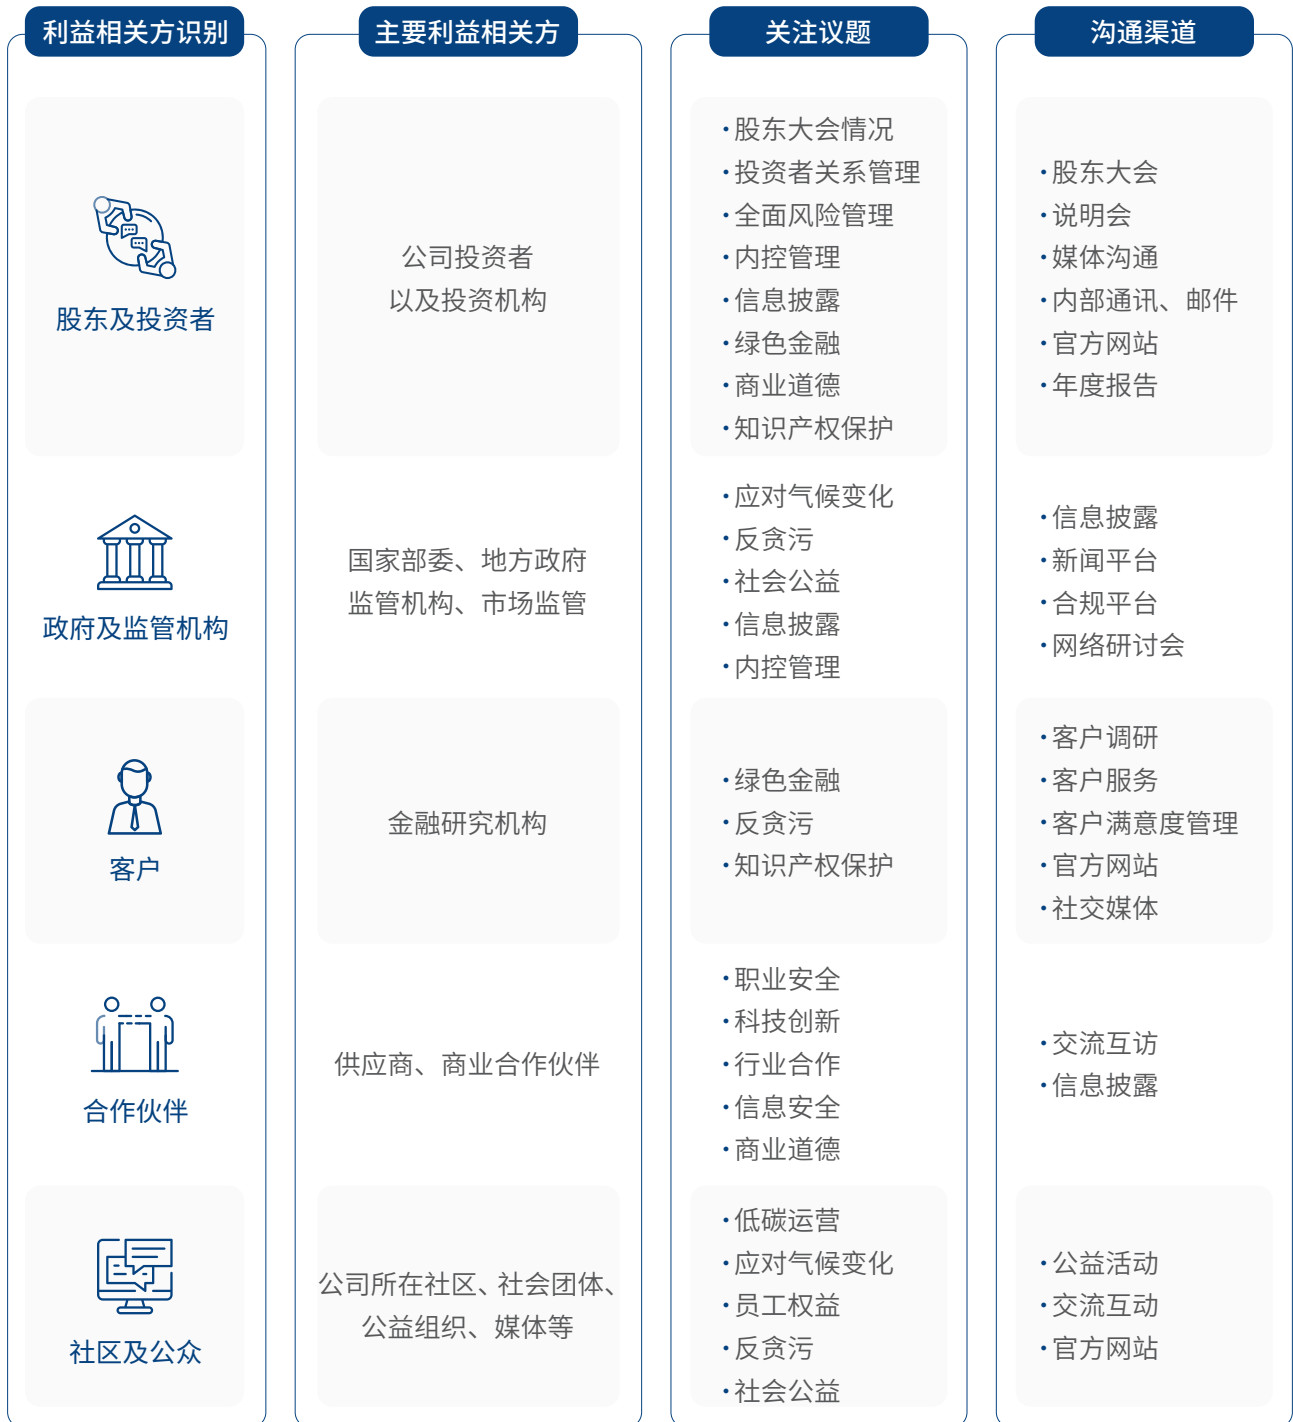 利益相关方识别
主要利益相关方
关注议题
沟通渠道
股东及投资者
公司投资者
以及投资机构
·股东大会情况
·投资者关系管理
·全面风险管理
·内控管理
·信息披露
·绿色金融
·商业道德
·知识产权保护
·股东大会
·说明会
·媒体沟通
·内部通讯、邮件
·官方网站
·年度报告
政府及监管机构
国家部委、地方政府
监管机构、市场监管
·应对气候变化
·反贪污
·社会公益
·信息披露
·内控管理
·信息披露
·新闻平台
·合规平台
·网络研讨会
客户
金融研究机构
·绿色金融
·反贪污
·知识产权保护
·客户调研
·客户服务
·客户满意度管理
·官方网站
·社交媒体
合作伙伴
供应商、商业合作伙伴
·职业安全
·科技创新
·行业合作
·信息安全
·商业道德
·交流互访
·信息披露
社区及公众
公司所在社区、社会团体、
公益组织、媒体等
·低碳运营
·应对气候变化
·员工权益
·反贪污
·社会公益
·公益活动
·交流互动
·官方网站